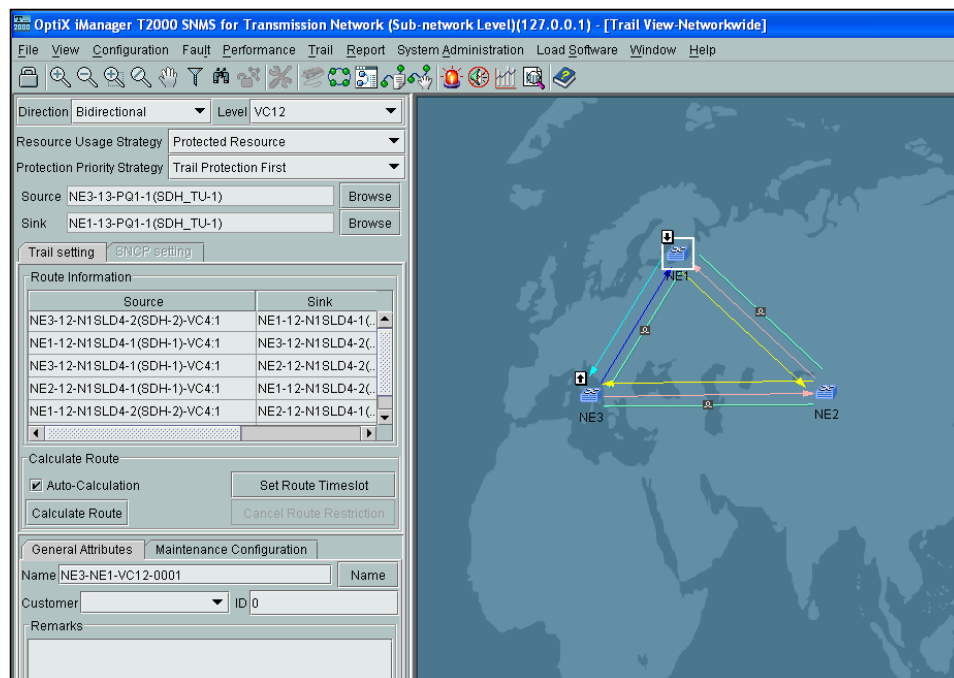 OptiX iManager T2000 SNMS for Transmission Network (Sub-network Level)(127.0.0.1) - [Trail View-Networkwide]
File View Configuration Fault Performance Trail Report System Administration Load Software Window Help
Direction Bidirectional Level VC12
Resource Usage Strategy Protected Resource
Protection Priority Strategy Trail Protection First
Source NE3-13-PQ1-1(SDH_TU-1) Browse
Sink NE1-13-PQ1-1(SDH_TU-1) Browse
Trail setting SNCP setting
Route Information
Source Sink
NE3-12-N1SLD4-2(SDH-2)-VC4:1 NE1-12-N1SLD4-1(..
NE1-12-N1SLD4-1(SDH-1)-VC4:1 NE3-12-N1SLD4-2(..
NE3-12-N1SLD4-1(SDH-1)-VC4:1 NE2-12-N1SLD4-2(..
NE2-12-N1SLD4-1(SDH-1)-VC4:1 NE1-12-N1SLD4-2(..
NE1-12-N1SLD4-2(SDH-2)-VC4:1 NE2-12-N1SLD4-1(..
Calculate Route
Auto-Calculation Set Route Timeslot
Calculate Route Cancel Route Restriction
General Attributes Maintenance Configuration
Name NE3-NE1-VC12-0001 Name
Customer ID 0
Remarks
NE1
NE3
NE2